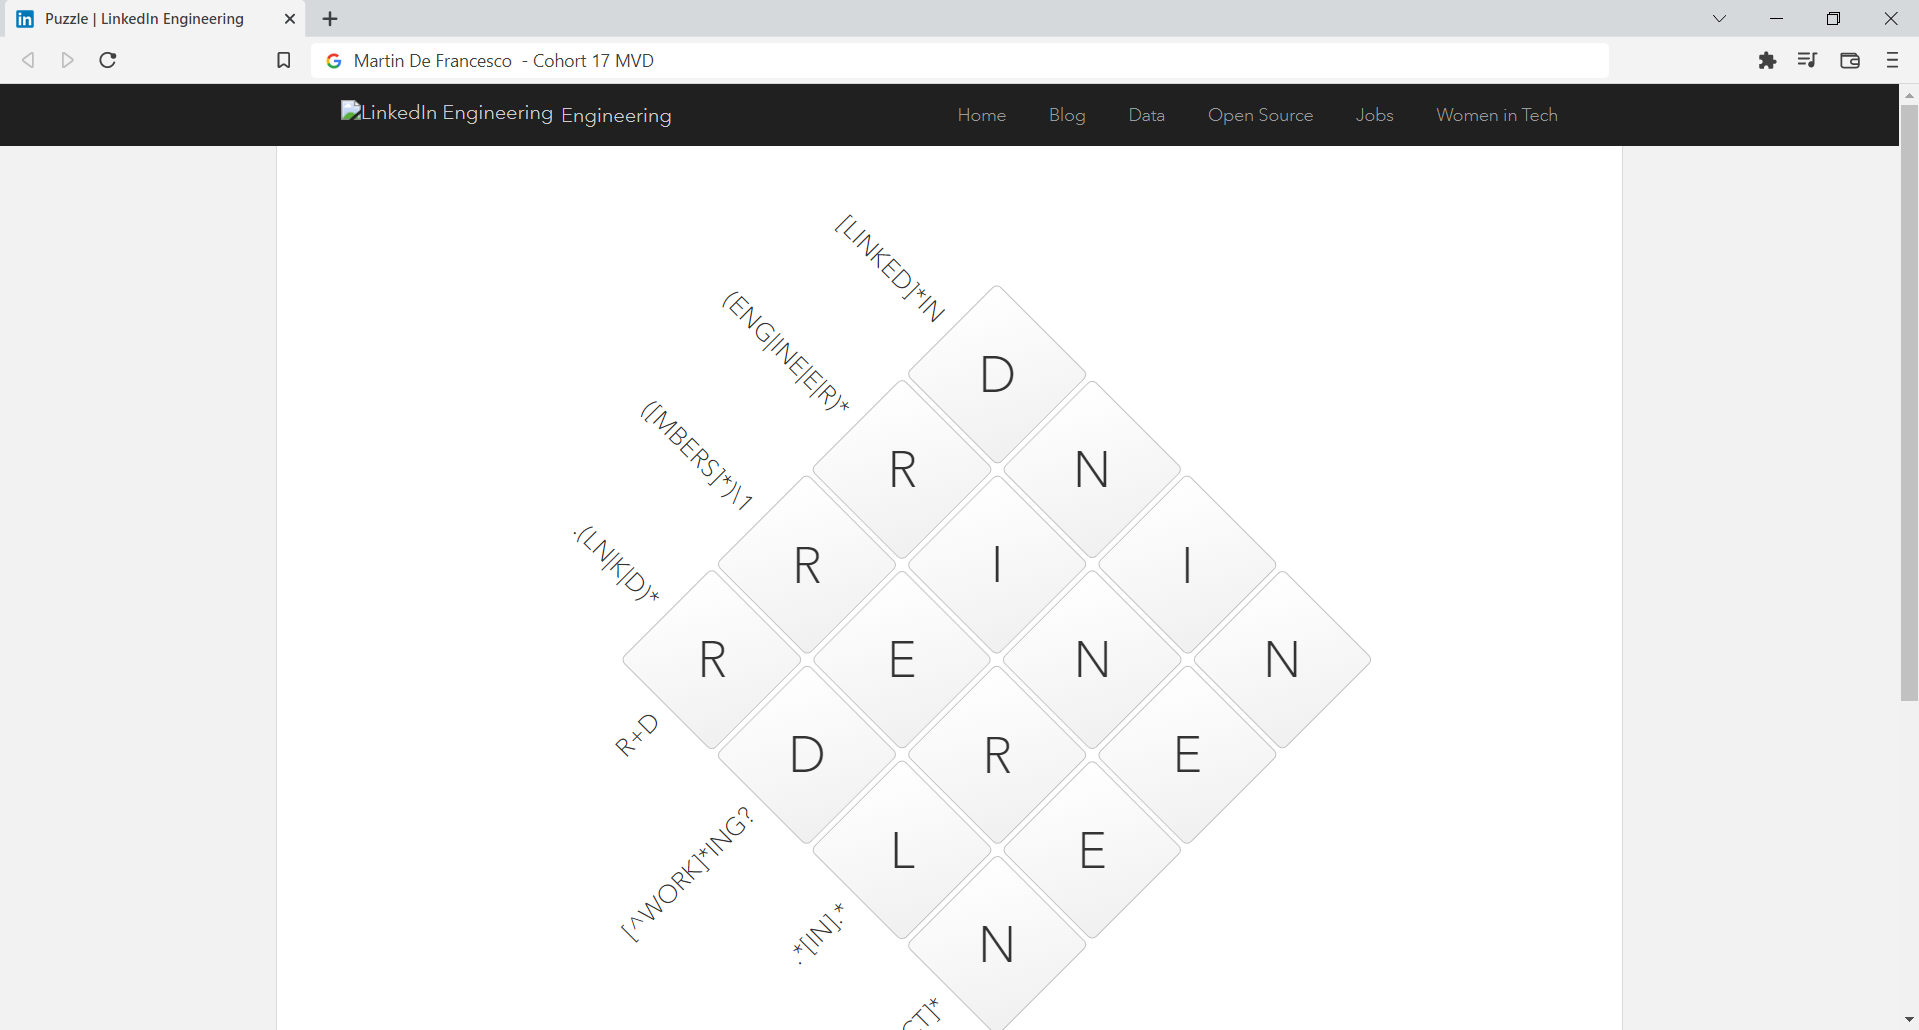 Puzzle | LinkedIn Engineering
Martin De Francesco - Cohort 17 MVD
LinkedIn Engineering Engineering Home Blog Data Open Source Jobs Women in Tech
[LINKED]*IN
(ENG|INE|E|R)*
([MBERS]*)\1
.(LN|K|D)*
D
R N
R I I
R E N N
D R E
L E
N
R+D
[^WORK]*ING?
.*[IN].*
CT]*